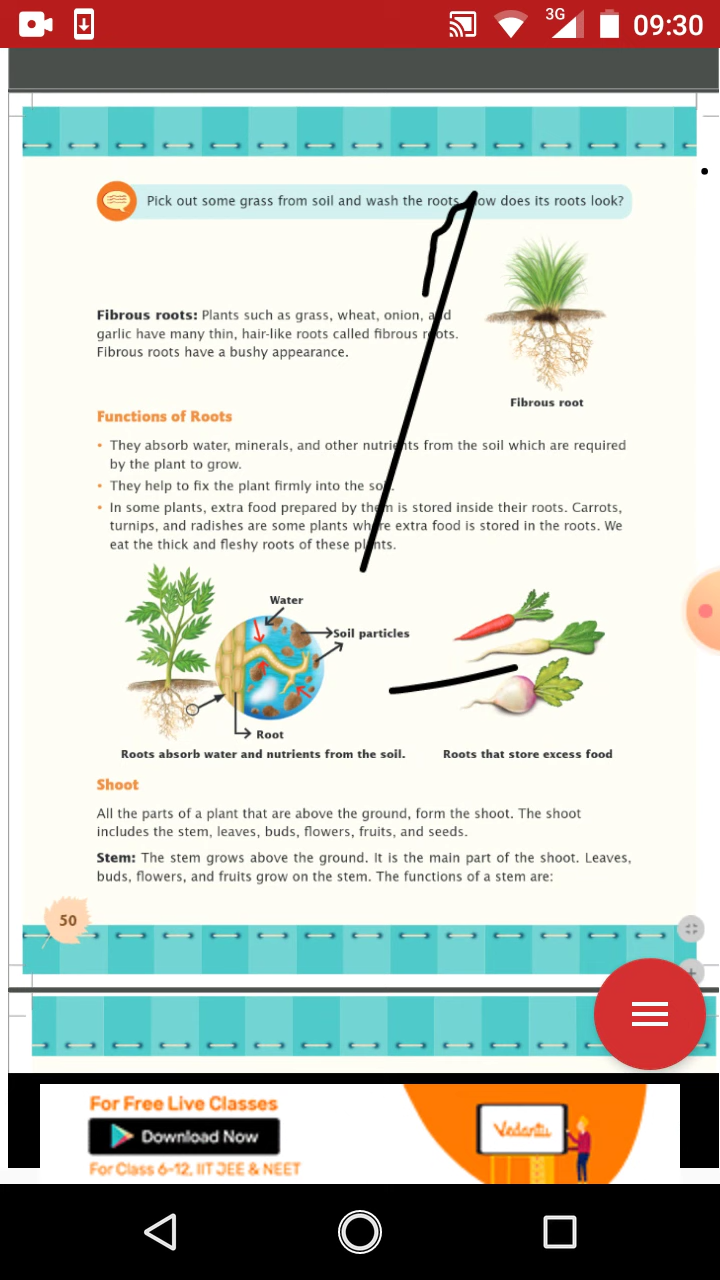 3G
09:30
Pick out some grass from soil and wash the roots. How does its roots look?
Fibrous roots: Plants such as grass, wheat, onion, and
garlic have many thin, hair-like roots called fibrous roots.
Fibrous roots have a bushy appearance.
Fibrous root
Functions of Roots
• They absorb water, minerals, and other nutrients from the soil which are required
by the plant to grow.
• They help to fix the plant firmly into the soil.
• In some plants, extra food prepared by them is stored inside their roots. Carrots,
turnips, and radishes are some plants where extra food is stored in the roots. We
eat the thick and fleshy roots of these plants.
Water
Soil particles
Root
Roots absorb water and nutrients from the soil.
Roots that store excess food
Shoot
All the parts of a plant that are above the ground, form the shoot. The shoot
includes the stem, leaves, buds, flowers, fruits, and seeds.
Stem: The stem grows above the ground. It is the main part of the shoot. Leaves,
buds, flowers, and fruits grow on the stem. The functions of a stem are:
50
For Free Live Classes
Download Now
For Class 6-12, IIT JEE & NEET
Vedantu